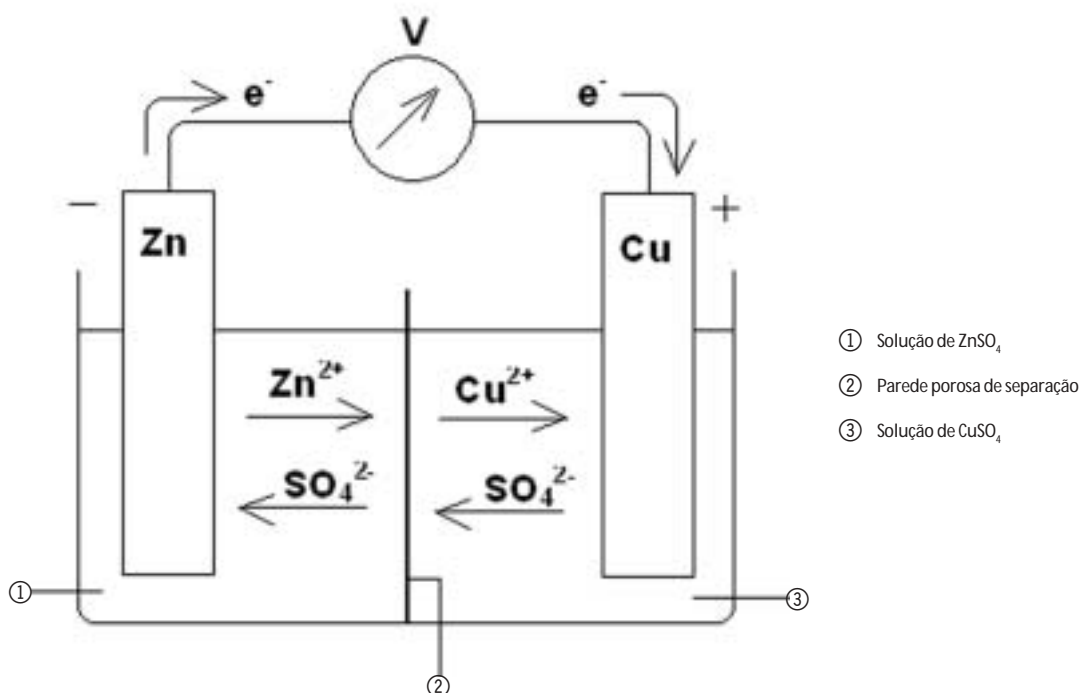 V
e⁻ e⁻
− +
Zn Cu
Zn²⁺ Cu²⁺
SO₄²⁻ SO₄²⁻
① ③
②
① Solução de ZnSO₄
② Parede porosa de separação
③ Solução de CuSO₄